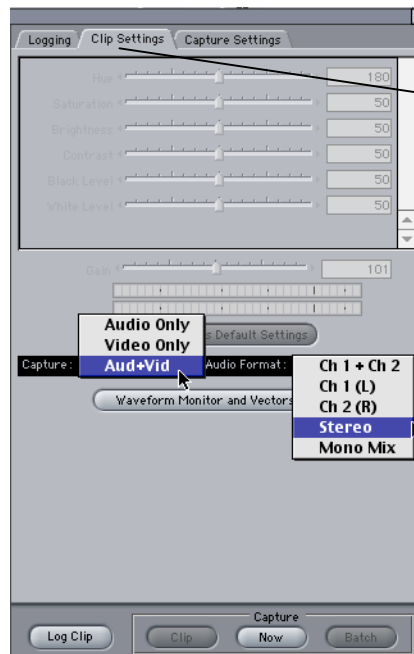 Logging Clip Settings Capture Settings
Hue 180
Saturation 50
Brightness 50
Contrast 50
Black Level 50
White Level 50
Gain 101
s Default Settings
Audio Only
Video Only
Aud+Vid
Capture: Audio Format:
Ch 1 + Ch 2
Ch 1 (L)
Ch 2 (R)
Stereo
Mono Mix
Waveform Monitor and Vectors
Capture
Log Clip Clip Now Batch